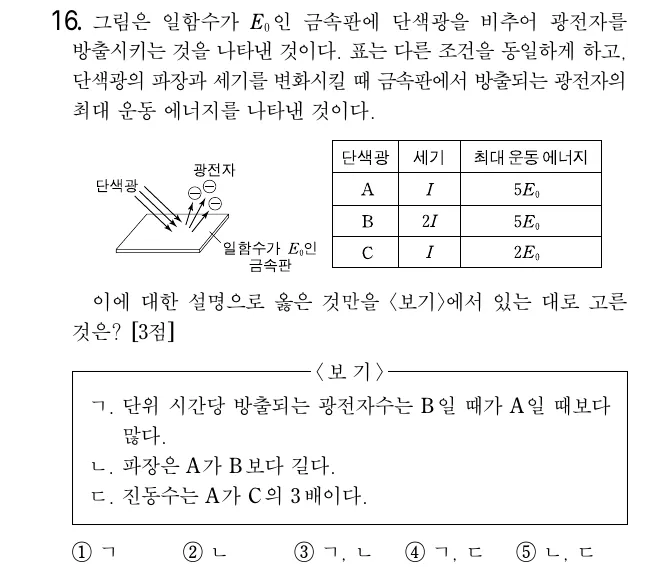 16. 그림은 일함수가 E₀인 금속판에 단색광을 비추어 광전자를
방출시키는 것을 나타낸 것이다. 표는 다른 조건을 동일하게 하고,
단색광의 파장과 세기를 변화시킬 때 금속판에서 방출되는 광전자의
최대 운동 에너지를 나타낸 것이다.
광전자
단색광
일함수가 E₀인
금속판
단색광 세기 최대 운동 에너지
A I 5E₀
B 2I 5E₀
C I 2E₀
이에 대한 설명으로 옳은 것만을 〈보기〉에서 있는 대로 고른
것은? [3점]
〈보 기〉
ㄱ. 단위 시간당 방출되는 광전자수는 B일 때가 A일 때보다
많다.
ㄴ. 파장은 A가 B보다 길다.
ㄷ. 진동수는 A가 C의 3배이다.
① ㄱ ② ㄴ ③ ㄱ, ㄴ ④ ㄱ, ㄷ ⑤ ㄴ, ㄷ